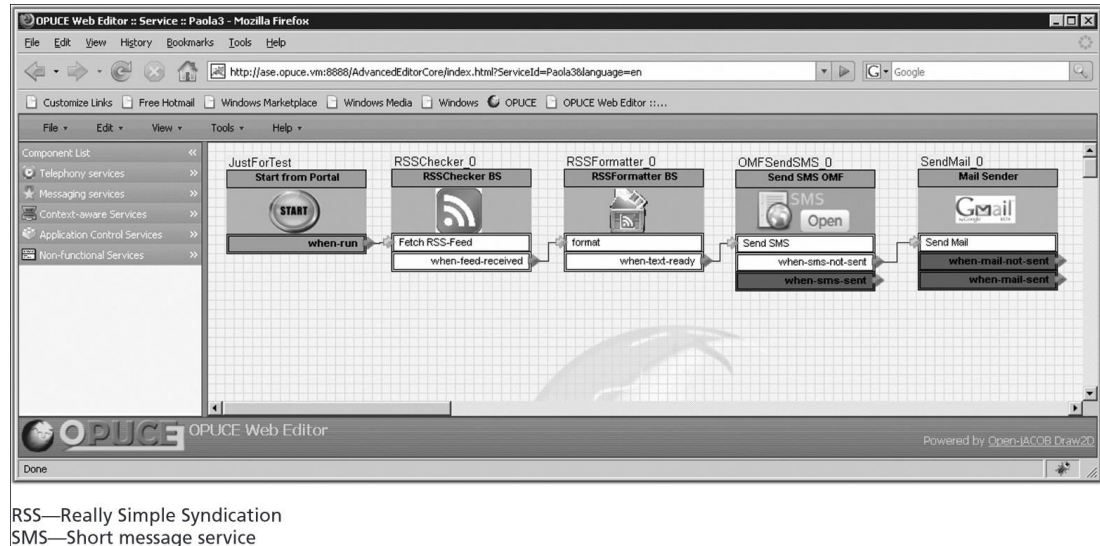 OPUCE Web Editor :: Service :: Paola3 - Mozilla Firefox
File Edit View History Bookmarks Tools Help
http://ase.opuce.vm:8888/AdvancedEditorCore/index.html?ServiceId=Paola3&language=en
G Google
Customize Links Free Hotmail Windows Marketplace Windows Media Windows OPUCE OPUCE Web Editor ::...
File Edit View Tools Help
Component List
Telephony services
Messaging services
Context-aware Services
Application Control Services
Non-functional Services
JustForTest
Start from Portal
START
when-run
RSSChecker_0
RSSChecker BS
Fetch RSS-Feed
when-feed-received
RSSFormatter_0
RSSFormatter BS
format
when-text-ready
OMFSendSMS_0
Send SMS OMF
SMS
Open
Send SMS
when-sms-not-sent
when-sms-sent
SendMail_0
Mail Sender
Gmail
Send Mail
when-mail-not-sent
when-mail-sent
OPUCE OPUCE Web Editor
Powered by Open-jACOB Draw2D
Done
RSS—Really Simple Syndication
SMS—Short message service